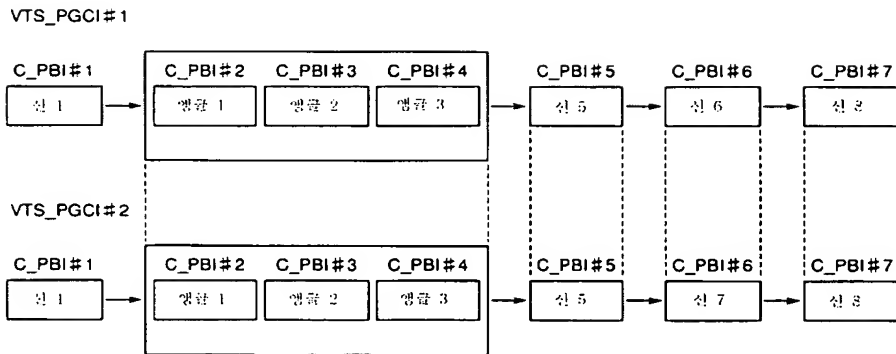 VTS_PGCI#1
C_PBI#1 C_PBI#2 C_PBI#3 C_PBI#4 C_PBI#5 C_PBI#6 C_PBI#7
신 1 앵글 1 앵글 2 앵글 3 신 5 신 6 신 8
VTS_PGCI#2
C_PBI#1 C_PBI#2 C_PBI#3 C_PBI#4 C_PBI#5 C_PBI#6 C_PBI#7
신 1 앵글 1 앵글 2 앵글 3 신 5 신 7 신 8